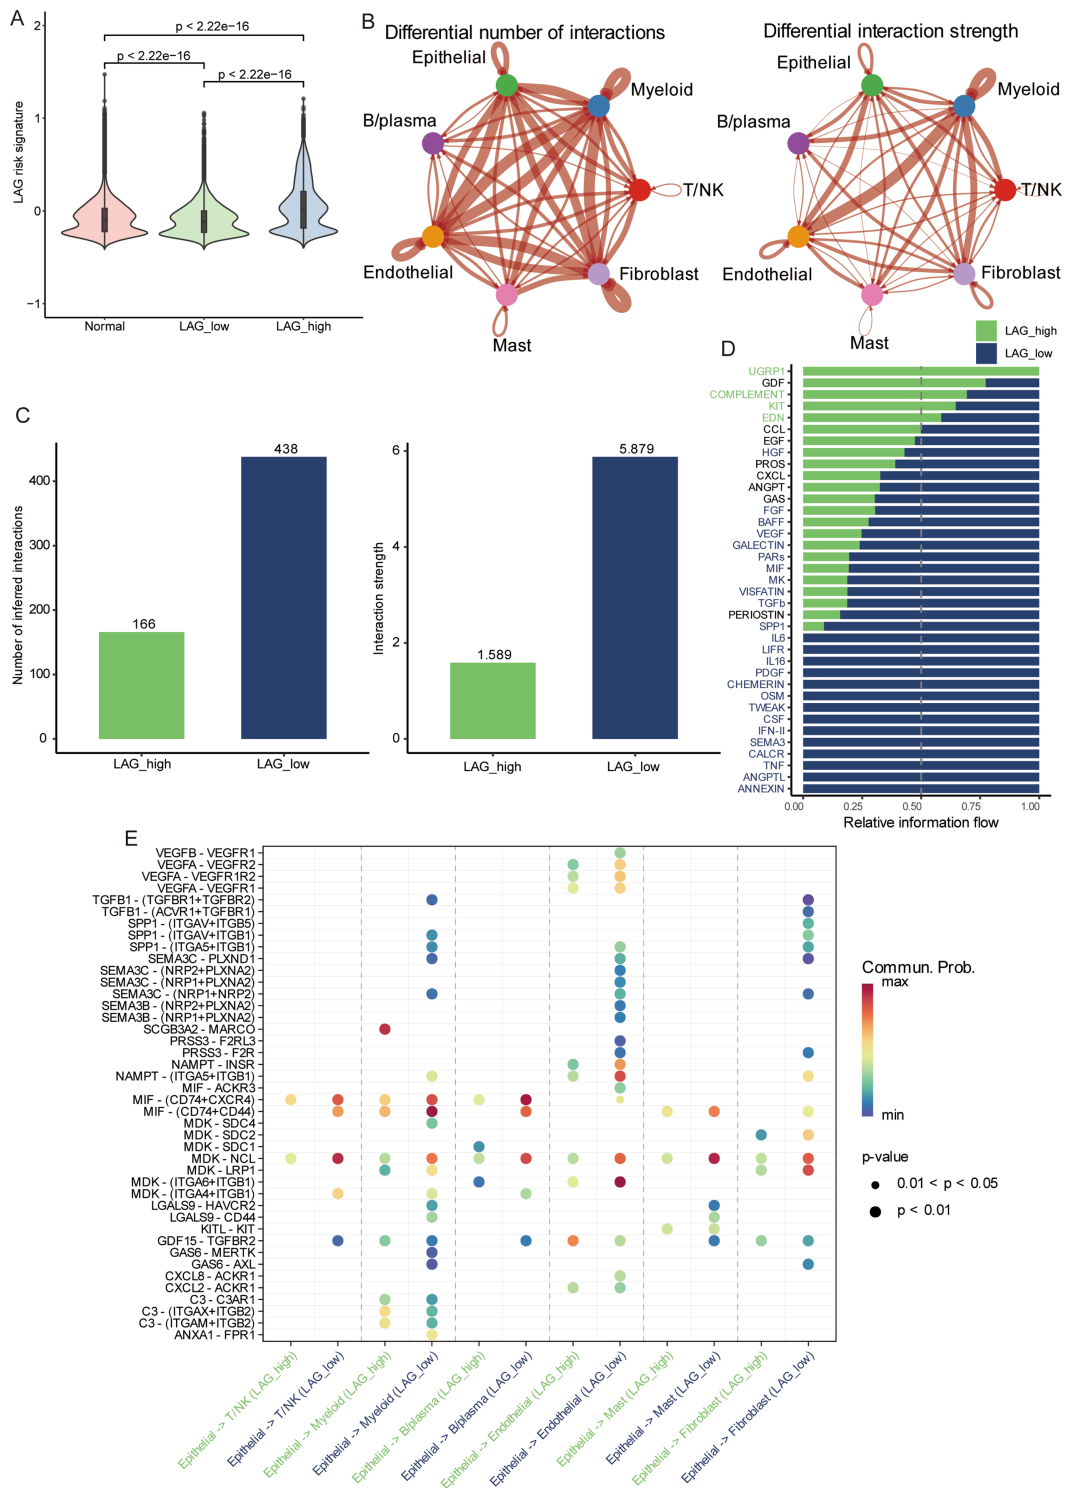 A
LAG risk signature
2
1
0
−1
p < 2.22e−16
p < 2.22e−16
p < 2.22e−16
Normal
LAG_low
LAG_high
B
Differential number of interactions
Epithelial
Myeloid
B/plasma
T/NK
Endothelial
Fibroblast
Mast
Differential interaction strength
Epithelial
Myeloid
B/plasma
T/NK
Endothelial
Fibroblast
Mast
C
Number of inferred interactions
400
300
200
100
0
166
438
LAG_high
LAG_low
Interaction strength
6
4
2
0
1.589
5.879
LAG_high
LAG_low
D
LAG_high
LAG_low
UGRP1
GDF
COMPLEMENT
KIT
EDN
CCL
EGF
HGF
PROS
CXCL
ANGPT
GAS
FGF
BAFF
VEGF
GALECTIN
PARs
MIF
MK
VISFATIN
TGFb
PERIOSTIN
SPP1
IL6
LIFR
IL16
PDGF
CHEMERIN
OSM
TWEAK
CSF
IFN-II
SEMA3
CALCR
TNF
ANGPTL
ANNEXIN
0.00
0.25
0.50
0.75
1.00
Relative information flow
E
VEGFB - VEGFR1
VEGFA - VEGFR2
VEGFA - VEGFR1R2
VEGFA - VEGFR1
TGFB1 - (TGFBR1+TGFBR2)
TGFB1 - (ACVR1+TGFBR1)
SPP1 - (ITGAV+ITGB5)
SPP1 - (ITGAV+ITGB1)
SPP1 - (ITGA5+ITGB1)
SEMA3C - PLXND1
SEMA3C - (NRP2+PLXNA2)
SEMA3C - (NRP1+PLXNA2)
SEMA3C - (NRP1+NRP2)
SEMA3B - (NRP2+PLXNA2)
SEMA3B - (NRP1+PLXNA2)
SCGB3A2 - MARCO
PRSS3 - F2RL3
PRSS3 - F2R
NAMPT - INSR
NAMPT - (ITGA5+ITGB1)
MIF - ACKR3
MIF - (CD74+CXCR4)
MIF - (CD74+CD44)
MDK - SDC4
MDK - SDC2
MDK - SDC1
MDK - NCL
MDK - LRP1
MDK - (ITGA6+ITGB1)
MDK - (ITGA4+ITGB1)
LGALS9 - HAVCR2
LGALS9 - CD44
KITL - KIT
GDF15 - TGFBR2
GAS6 - MERTK
GAS6 - AXL
CXCL8 - ACKR1
CXCL2 - ACKR1
C3 - C3AR1
C3 - (ITGAX+ITGB2)
C3 - (ITGAM+ITGB2)
ANXA1 - FPR1
Epithelial -> T/NK (LAG_high)
Epithelial -> T/NK (LAG_low)
Epithelial -> Myeloid (LAG_high)
Epithelial -> Myeloid (LAG_low)
Epithelial -> B/plasma (LAG_high)
Epithelial -> B/plasma (LAG_low)
Epithelial -> Endothelial (LAG_high)
Epithelial -> Endothelial (LAG_low)
Epithelial -> Mast (LAG_high)
Epithelial -> Mast (LAG_low)
Epithelial -> Fibroblast (LAG_high)
Epithelial -> Fibroblast (LAG_low)
Commun. Prob.
max
min
p-value
0.01 < p < 0.05
p < 0.01